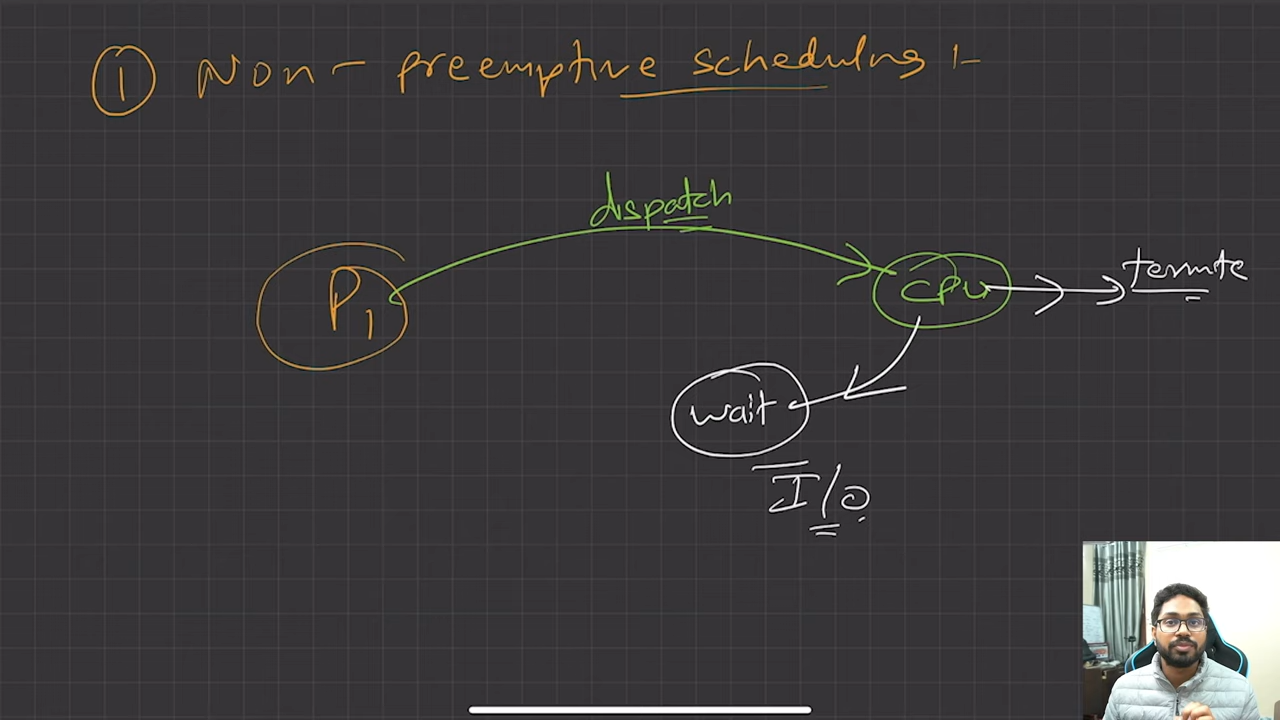 ① Non-preemptive scheduling :-
dispatch
P1
CPU
termite
wait
I/O